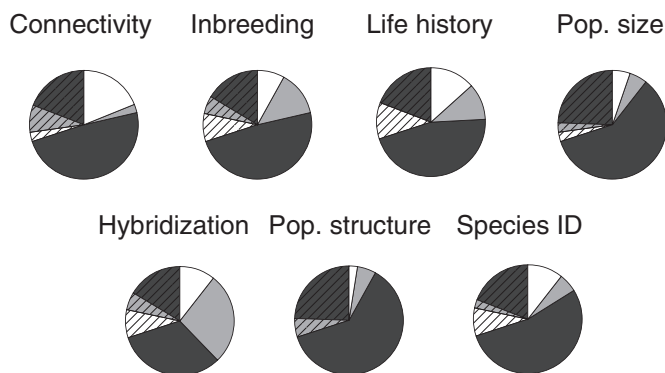 Connectivity Inbreeding Life history Pop. size
Hybridization Pop. structure Species ID